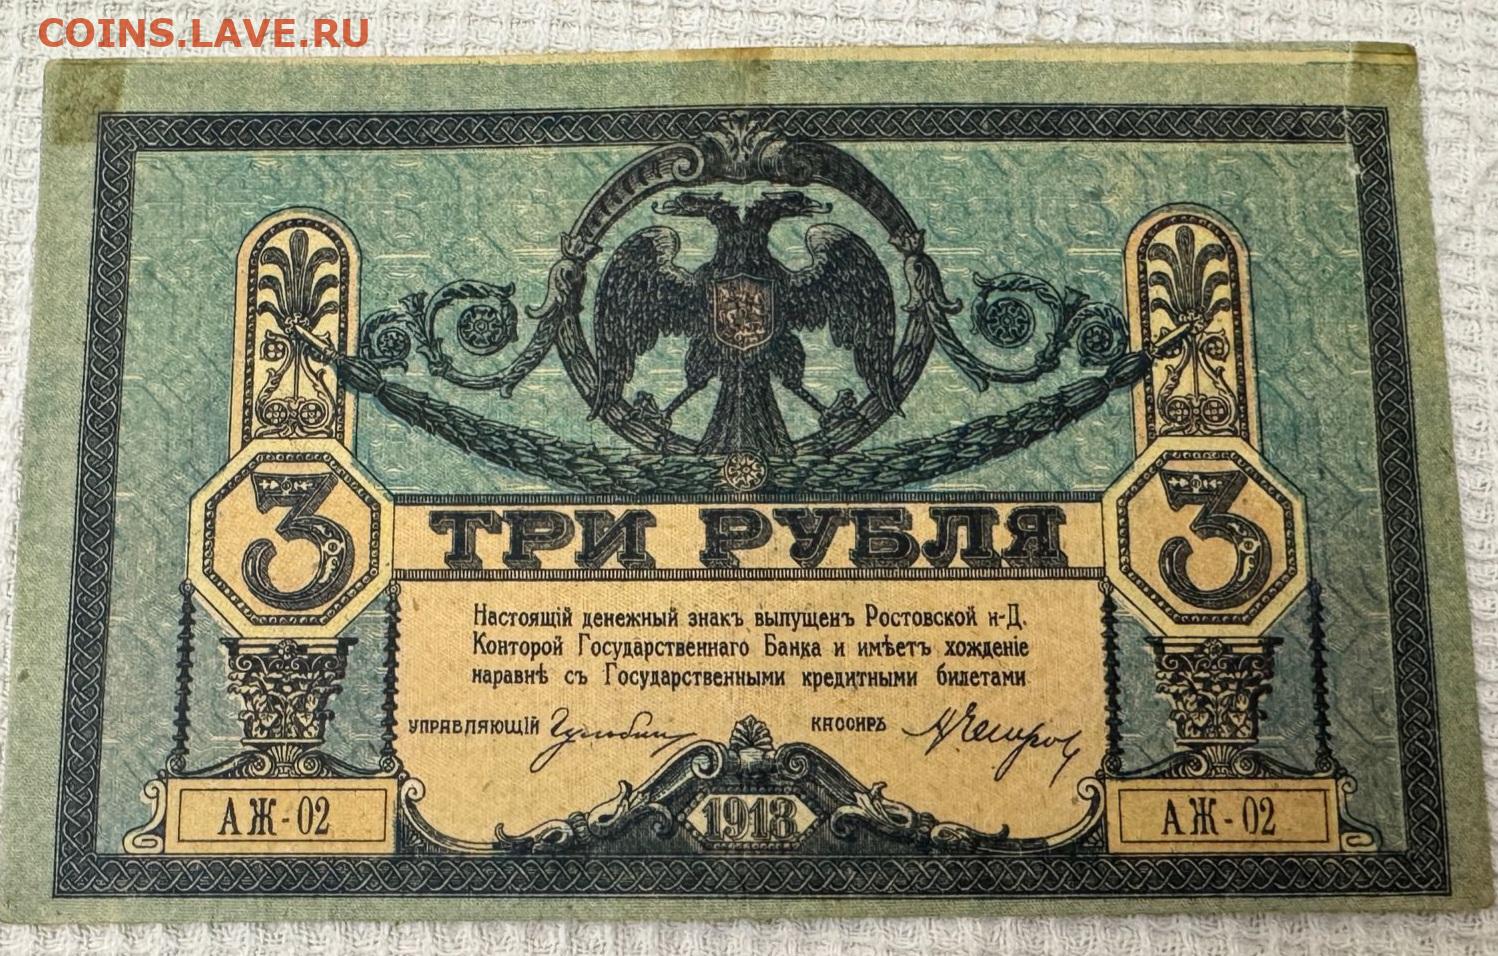 COINS.LAVE.RU
3 ТРИ РУБЛЯ 3
Настоящій денежный знакъ выпущенъ Ростовской н-Д.
Конторой Государственнаго Банка и имѣетъ хожденіе
наравнѣ съ Государственными кредитными билетами
УПРАВЛЯЮЩІЙ КАССИРЪ
АЖ-02 1918 АЖ-02